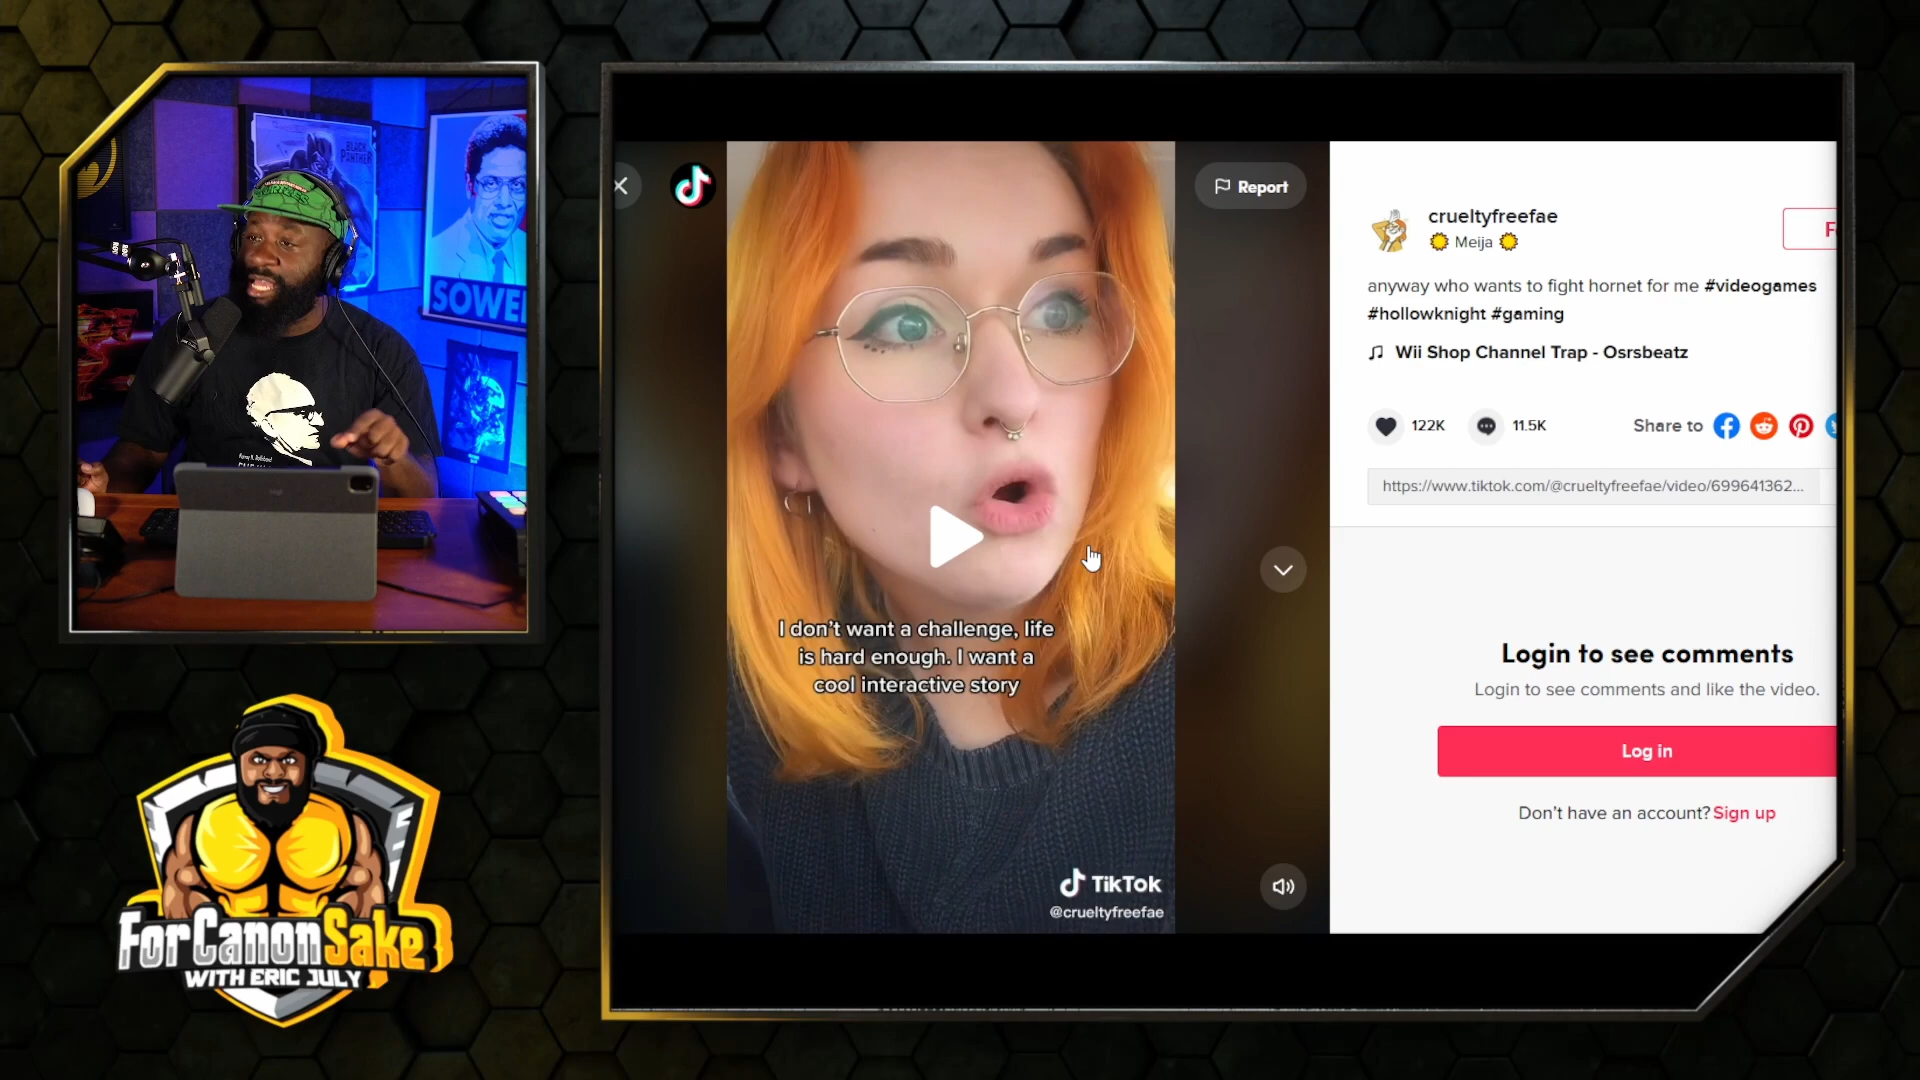 BLACK
PANTHER
SOWE
Report
crueltyfreefae
Meija
anyway who wants to fight hornet for me #videogames
#hollowknight #gaming
Wii Shop Channel Trap - Osrsbeatz
122K
11.5K
Share to
https://www.tiktok.com/@crueltyfreefae/video/699641362...
I don't want a challenge, life
is hard enough. I want a
cool interactive story
Login to see comments
Login to see comments and like the video.
Log in
Don't have an account? Sign up
TikTok
@crueltyfreefae
ForCanonSake
WITH ERIC JULY